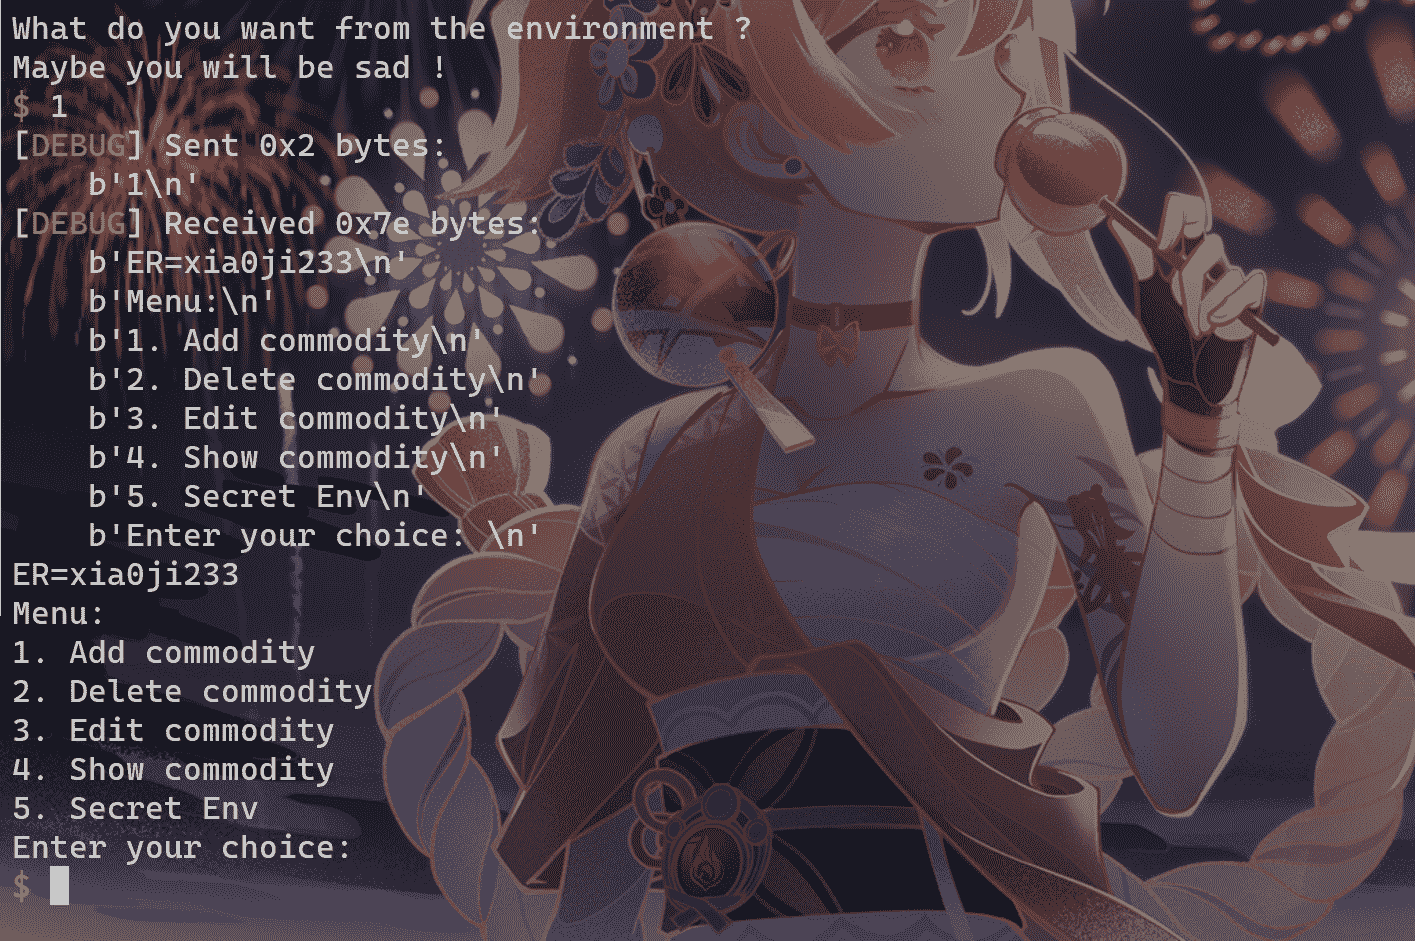 What do you want from the environment ?
Maybe you will be sad !
$ 1
[DEBUG] Sent 0x2 bytes:
    b'1\n'
[DEBUG] Received 0x7e bytes:
    b'ER=xia0ji233\n'
    b'Menu:\n'
    b'1. Add commodity\n'
    b'2. Delete commodity\n'
    b'3. Edit commodity\n'
    b'4. Show commodity\n'
    b'5. Secret Env\n'
    b'Enter your choice: \n'
ER=xia0ji233
Menu:
1. Add commodity
2. Delete commodity
3. Edit commodity
4. Show commodity
5. Secret Env
Enter your choice:
$